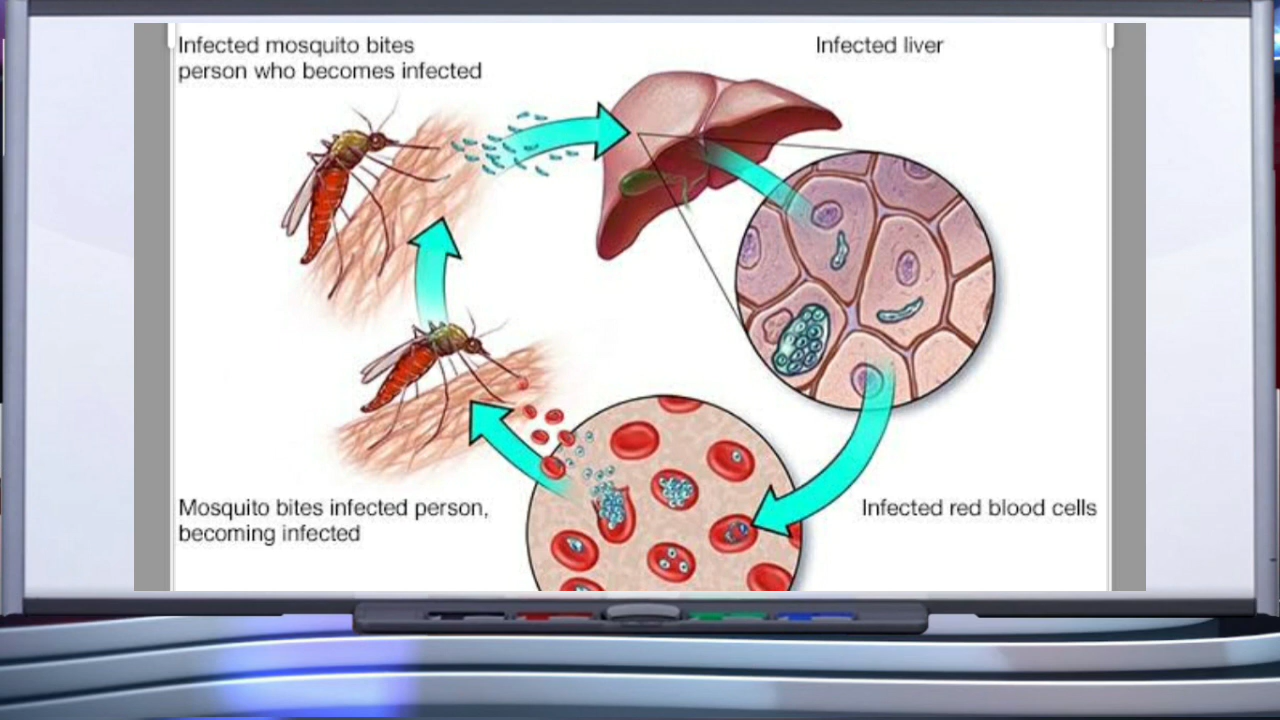 Infected mosquito bites
person who becomes infected
Infected liver
Mosquito bites infected person,
becoming infected
Infected red blood cells